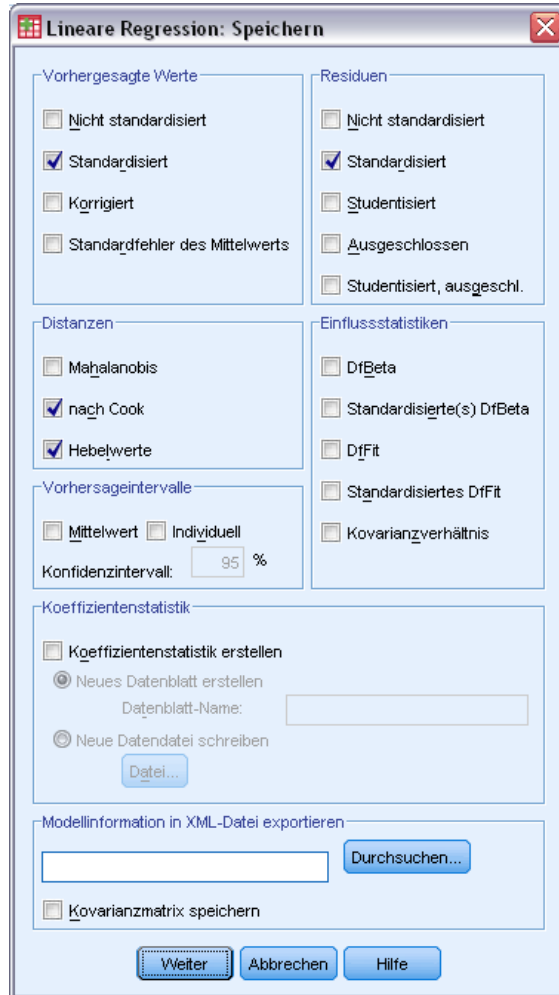 Lineare Regression: Speichern
Vorhergesagte Werte
Nicht standardisiert
Standardisiert
Korrigiert
Standardfehler des Mittelwerts
Residuen
Nicht standardisiert
Standardisiert
Studentisiert
Ausgeschlossen
Studentisiert, ausgeschl.
Distanzen
Mahalanobis
nach Cook
Hebelwerte
Einflussstatistiken
DfBeta
Standardisierte(s) DfBeta
DfFit
Standardisiertes DfFit
Kovarianzverhältnis
Vorhersageintervalle
Mittelwert Individuell
Konfidenzintervall: 95 %
Koeffizientenstatistik
Koeffizientenstatistik erstellen
Neues Datenblatt erstellen
Datenblatt-Name:
Neue Datendatei schreiben
Datei...
Modellinformation in XML-Datei exportieren
Durchsuchen...
Kovarianzmatrix speichern
Weiter Abbrechen Hilfe